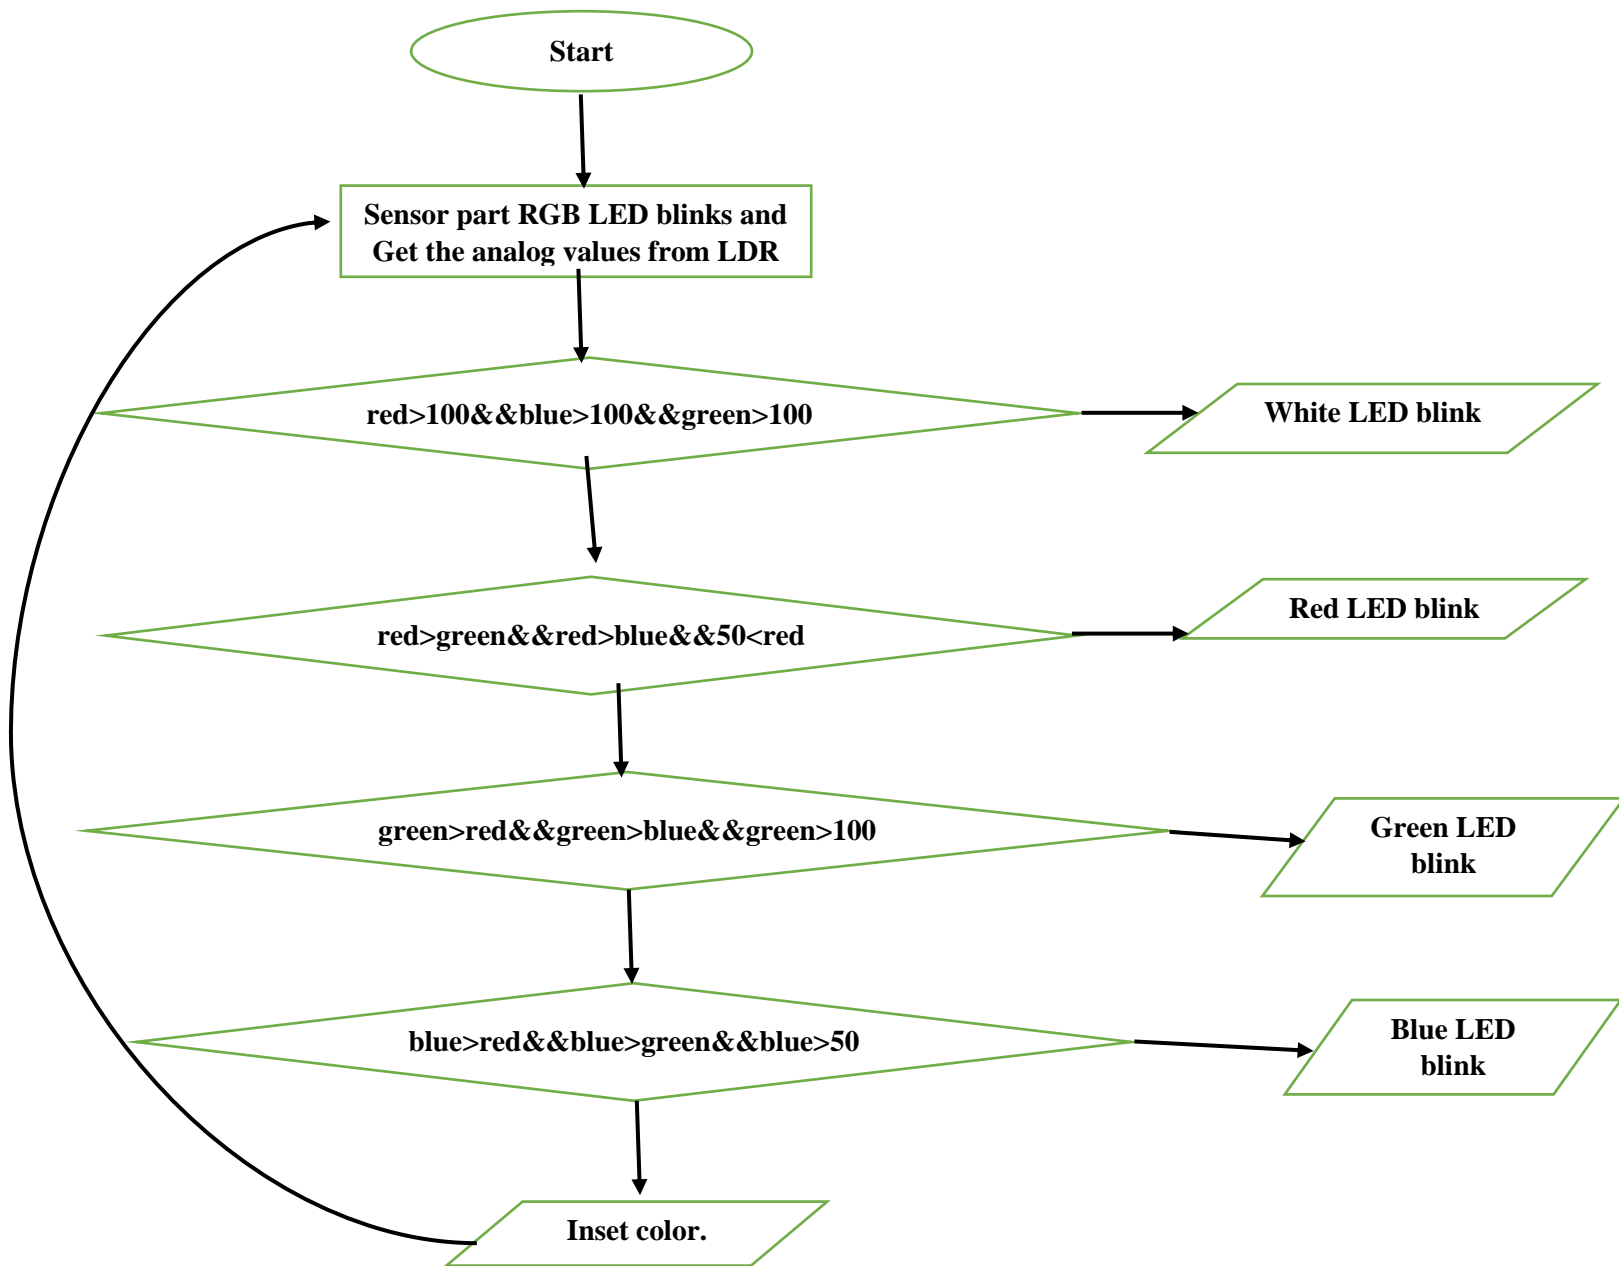 Start
Sensor part RGB LED blinks and
Get the analog values from LDR
red>100&&blue>100&&green>100
White LED blink
red>green&&red>blue&&50<red
Red LED blink
green>red&&green>blue&&green>100
Green LED
blink
blue>red&&blue>green&&blue>50
Blue LED
blink
Inset color.